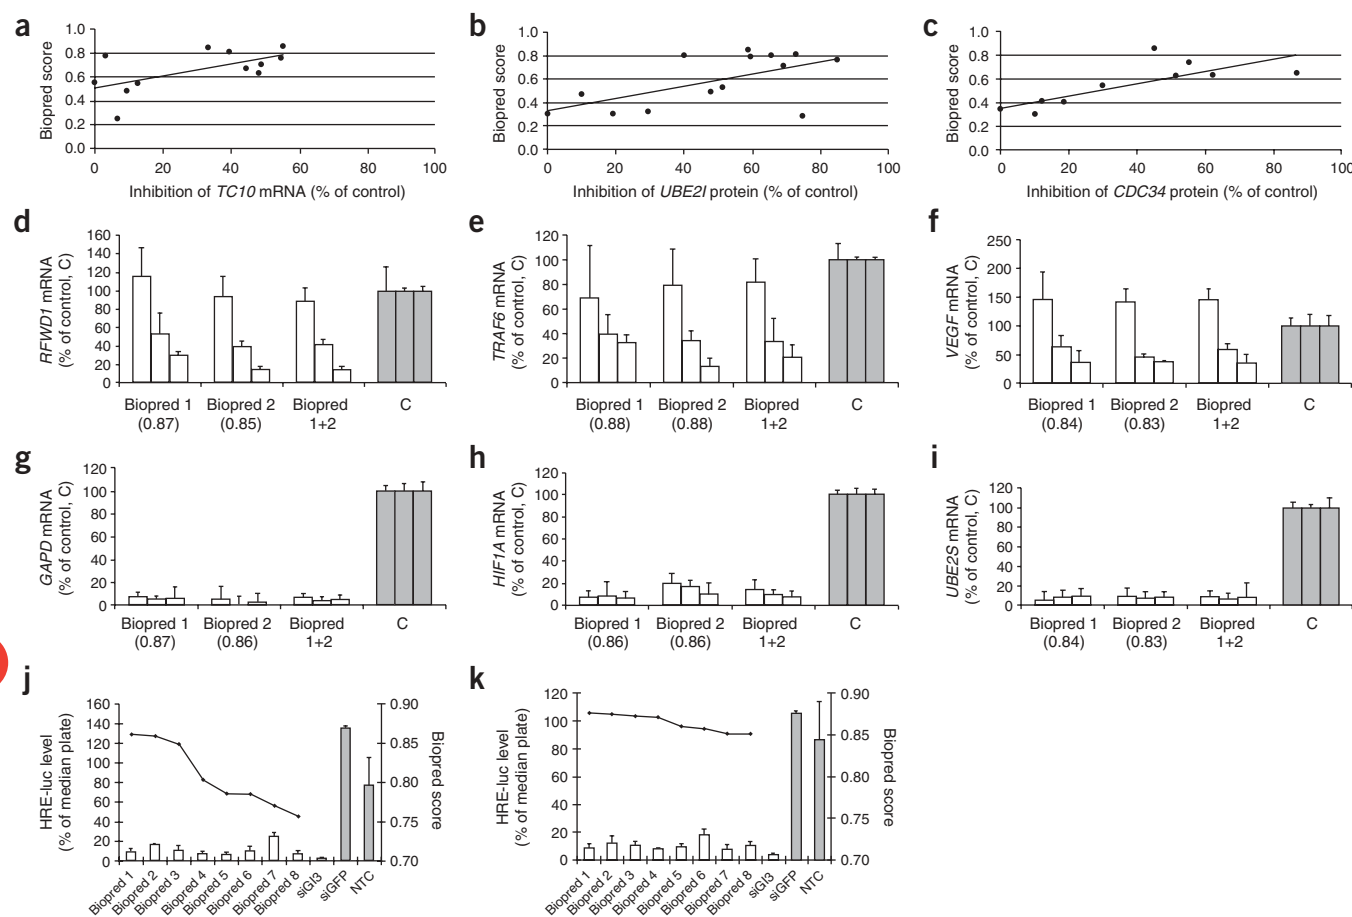 a
Biopred score
1.0
0.8
0.6
0.4
0.2
0.0
0 20 40 60 80 100
Inhibition of TC10 mRNA (% of control)
b
Biopred score
1.0
0.8
0.6
0.4
0.2
0.0
0 20 40 60 80 100
Inhibition of UBE2I protein (% of control)
c
Biopred score
1.0
0.8
0.6
0.4
0.2
0.0
0 20 40 60 80 100
Inhibition of CDC34 protein (% of control)
d
RFWD1 mRNA
(% of control, C)
160
140
120
100
80
60
40
20
0
Biopred 1 Biopred 2 Biopred C
(0.87) (0.85) 1+2
e
TRAF6 mRNA
(% of control, C)
120
100
80
60
40
20
0
Biopred 1 Biopred 2 Biopred C
(0.88) (0.88) 1+2
f
VEGF mRNA
(% of control, C)
250
200
150
100
50
0
Biopred 1 Biopred 2 Biopred C
(0.84) (0.83) 1+2
g
GAPD mRNA
(% of control, C)
120
100
80
60
40
20
0
Biopred 1 Biopred 2 Biopred C
(0.87) (0.86) 1+2
h
HIF1A mRNA
(% of control, C)
120
100
80
60
40
20
0
Biopred 1 Biopred 2 Biopred C
(0.86) (0.86) 1+2
i
UBE2S mRNA
(% of control, C)
120
100
80
60
40
20
0
Biopred 1 Biopred 2 Biopred C
(0.84) (0.83) 1+2
j
HRE-luc level
(% of median plate)
160
140
120
100
80
60
40
20
0
0.90
0.85
0.80
0.75
0.70
Biopred score
Biopred 1
Biopred 2
Biopred 3
Biopred 4
Biopred 5
Biopred 6
Biopred 7
Biopred 8
siGl3
siGFP
NTC
k
HRE-luc level
(% of median plate)
120
100
80
60
40
20
0
0.90
0.85
0.80
0.75
0.70
Biopred score
Biopred 1
Biopred 2
Biopred 3
Biopred 4
Biopred 5
Biopred 6
Biopred 7
Biopred 8
siGl3
siGFP
NTC